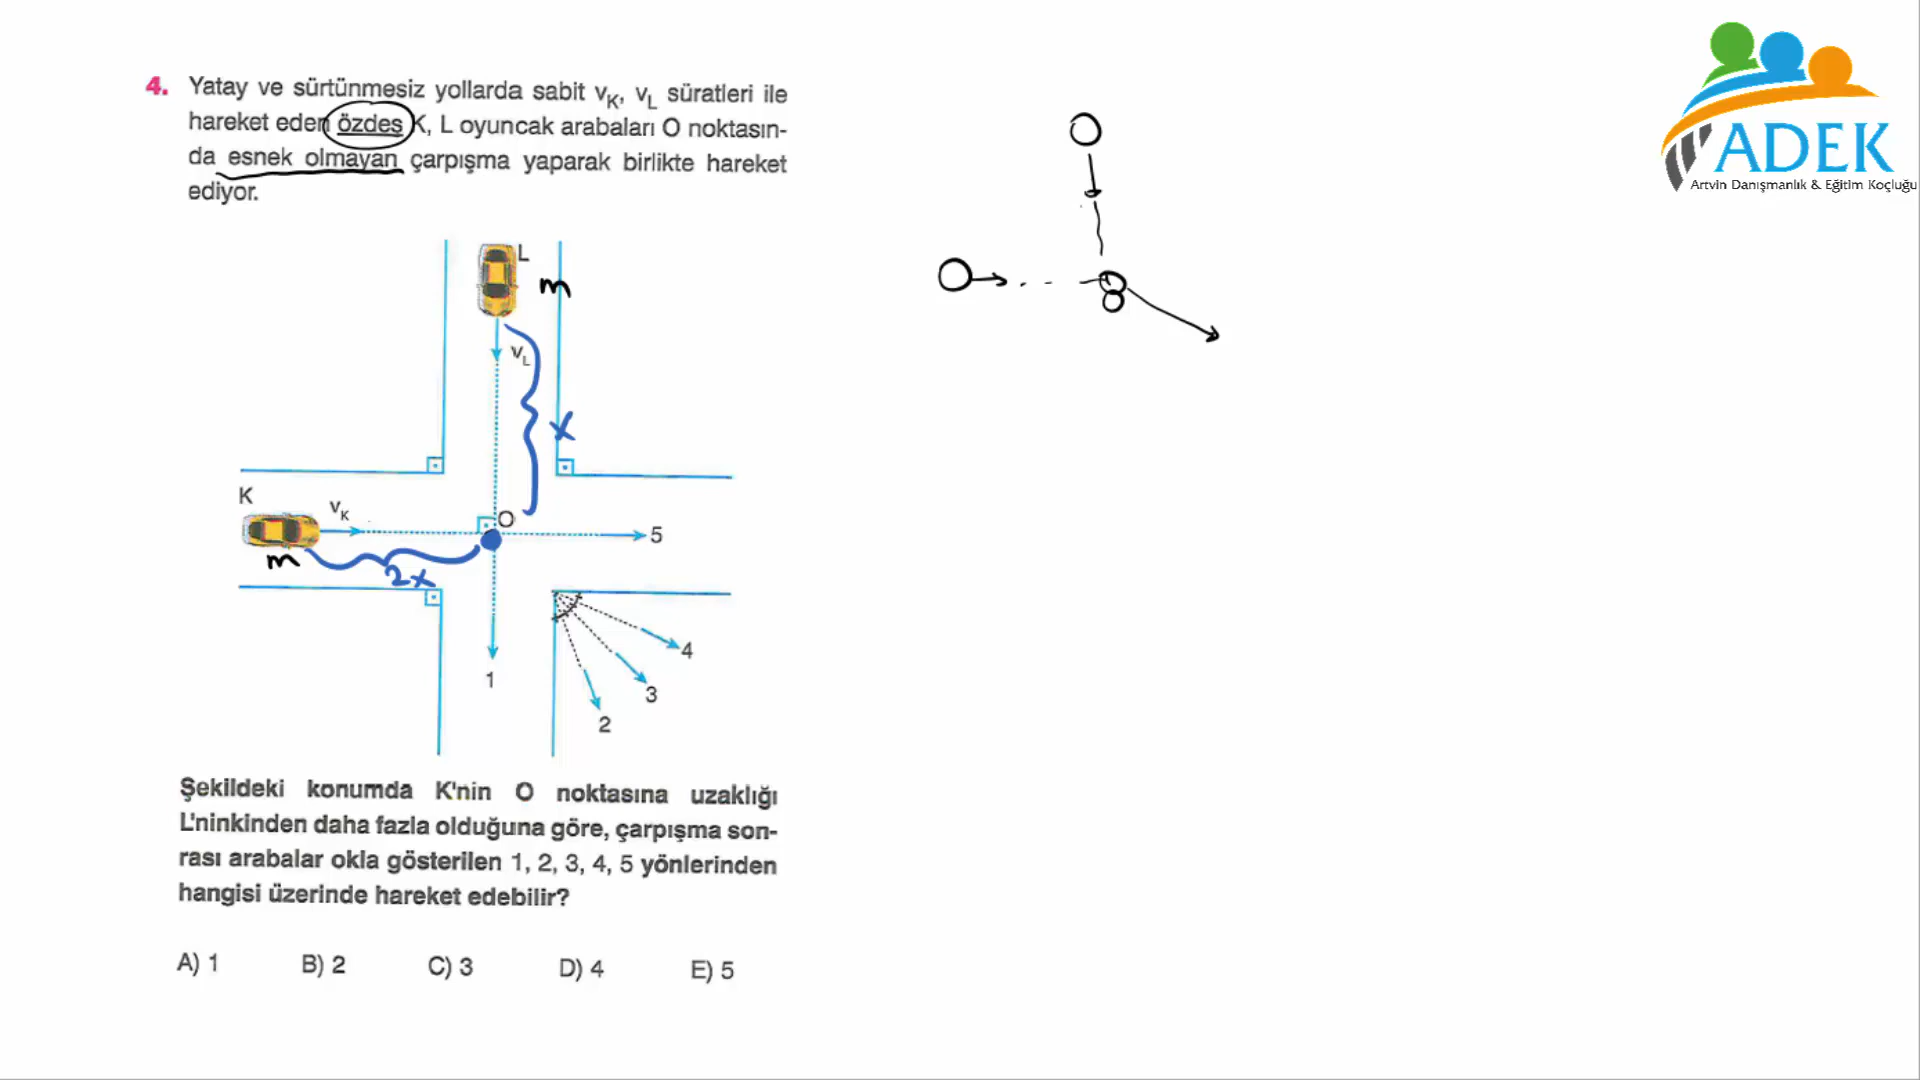 ADEK
Artvin Danışmanlık & Eğitim Koçluğu
4. Yatay ve sürtünmesiz yollarda sabit vK, vL süratleri ile
hareket eden özdeş K, L oyuncak arabaları O noktasın-
da esnek olmayan çarpışma yaparak birlikte hareket
ediyor.
L
m
vL
x
K
vK
O
5
m
2x
4
1
3
2
Şekildeki konumda K'nin O noktasına uzaklığı
L'ninkinden daha fazla olduğuna göre, çarpışma son-
rası arabalar okla gösterilen 1, 2, 3, 4, 5 yönlerinden
hangisi üzerinde hareket edebilir?
A) 1 B) 2 C) 3 D) 4 E) 5